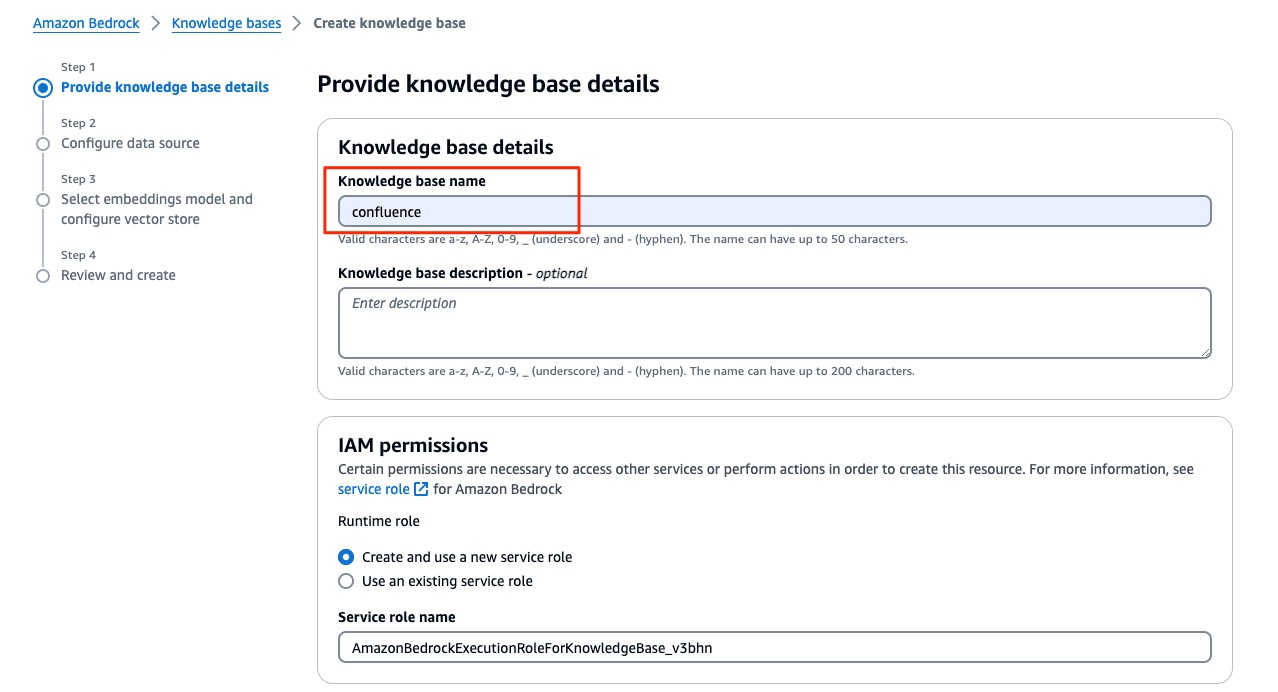 Amazon Bedrock > Knowledge bases > Create knowledge base
Step 1
Provide knowledge base details
Step 2
Configure data source
Step 3
Select embeddings model and
configure vector store
Step 4
Review and create
Provide knowledge base details
Knowledge base details
Knowledge base name
confluence
Valid characters are a-z, A-Z, 0-9, _ (underscore) and - (hyphen). The name can have up to 50 characters.
Knowledge base description - optional
Enter description
Valid characters are a-z, A-Z, 0-9, _ (underscore) and - (hyphen). The name can have up to 200 characters.
IAM permissions
Certain permissions are necessary to access other services or perform actions in order to create this resource. For more information, see
service role for Amazon Bedrock
Runtime role
Create and use a new service role
Use an existing service role
Service role name
AmazonBedrockExecutionRoleForKnowledgeBase_v3bhn